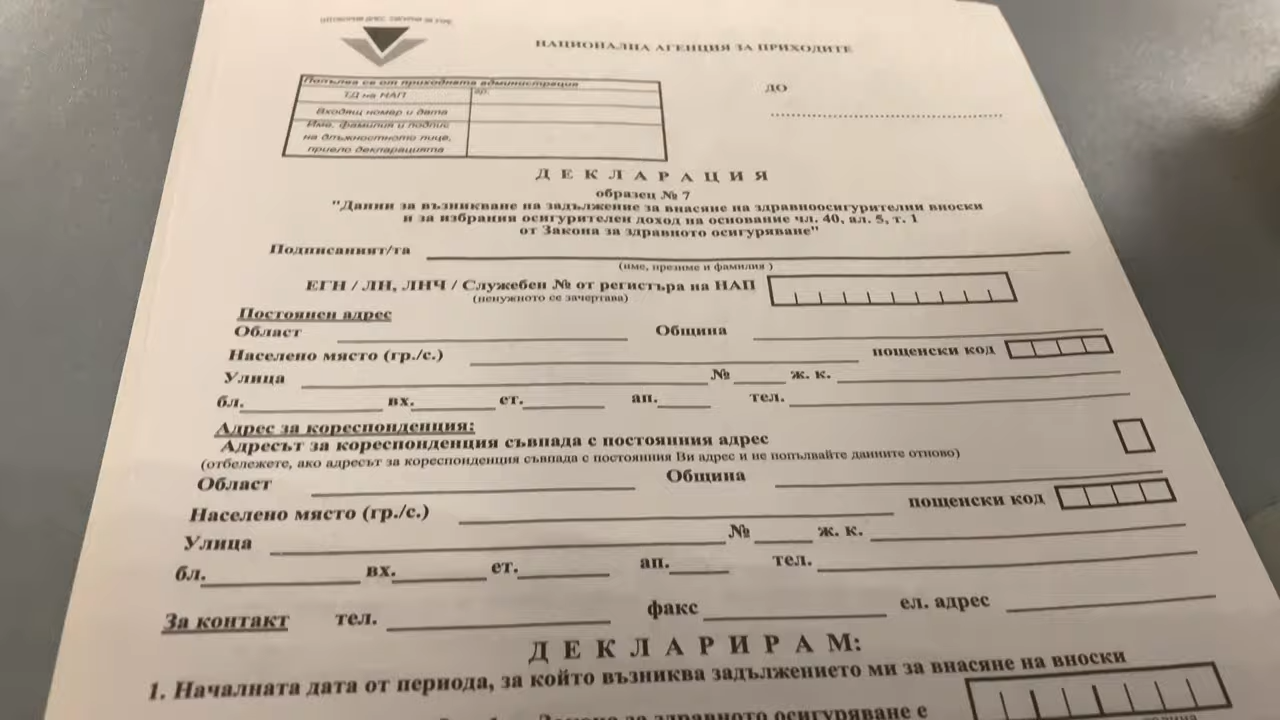 НАЦИОНАЛНА АГЕНЦИЯ ЗА ПРИХОДИТЕ
Попълва се от приходната администрация
ТД на НАП
гр.
Входящ номер и дата
Име, фамилия и подпис
на длъжностното лице,
приело декларацията
ДО
ДЕКЛАРАЦИЯ
образец № 7
"Данни за възникване на задължение за внасяне на здравноосигурителни вноски
и за избрания осигурителен доход на основание чл. 40, ал. 5, т. 1
от Закона за здравното осигуряване"
Подписаният/та
(име, презиме и фамилия )
ЕГН / ЛН, ЛНЧ / Служебен № от регистъра на НАП
(ненужното се зачертава)
Постоянен адрес
Област Община
Населено място (гр./с.) пощенски код
Улица № ж. к.
бл. вх. ет. ап. тел.
Адрес за кореспонденция:
Адресът за кореспонденция съвпада с постоянния адрес
(отбележете, ако адресът за кореспонденция съвпада с постоянния Ви адрес и не попълвайте данните отново)
Област Община
Населено място (гр./с.) пощенски код
Улица № ж. к.
бл. вх. ет. ап. тел.
За контакт тел. факс ел. адрес
ДЕКЛАРИРАМ:
1. Началната дата от периода, за който възниква задължението ми за внасяне на вноски
Закона за здравното осигуряване е